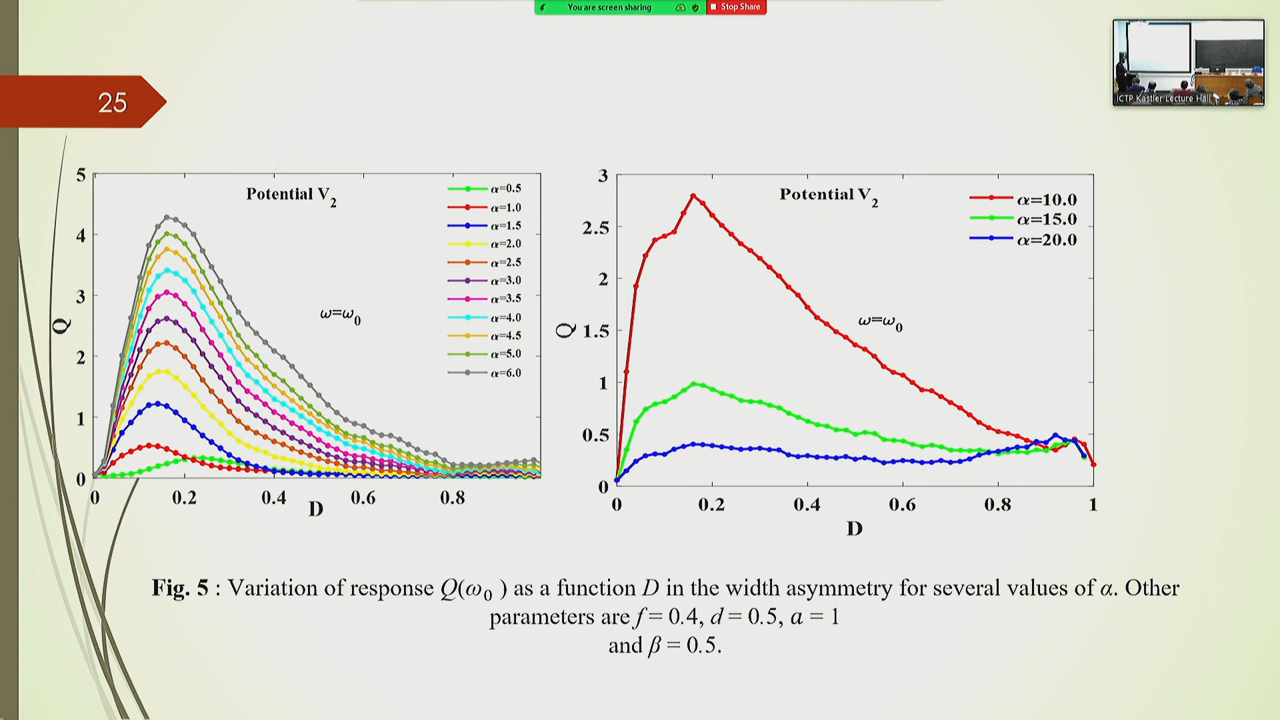 You are screen sharing
Stop Share
ICTP Kastler Lecture Hall
25
Potential V2
α=0.5
α=1.0
α=1.5
α=2.0
α=2.5
α=3.0
α=3.5
α=4.0
α=4.5
α=5.0
α=6.0
ω=ω0
Q
5
4
3
2
1
0
0 0.2 0.4 0.6 0.8
D
Potential V2
α=10.0
α=15.0
α=20.0
ω=ω0
Q
3
2.5
2
1.5
1
0.5
0
0 0.2 0.4 0.6 0.8 1
D
Fig. 5 : Variation of response Q(ω0 ) as a function D in the width asymmetry for several values of α. Other
parameters are f = 0.4, d = 0.5, a = 1
and β = 0.5.